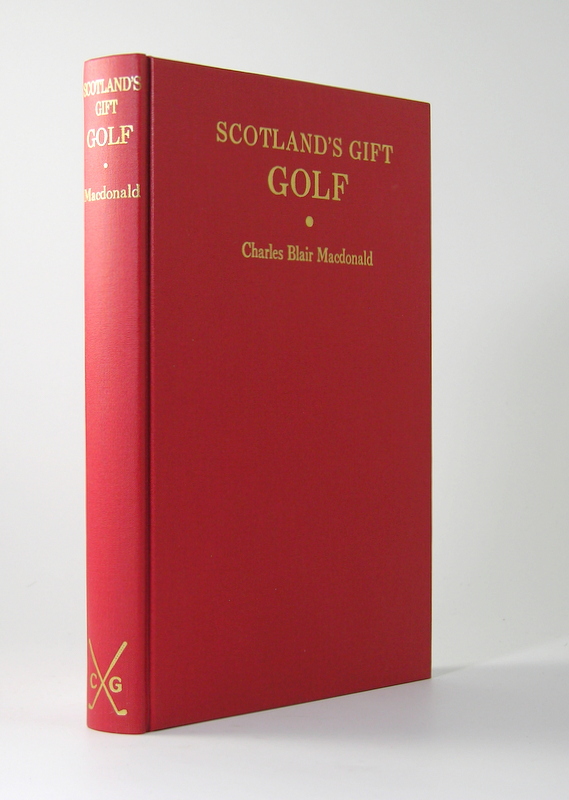 SCOTLAND'S
GIFT
GOLF
Macdonald
C G
SCOTLAND'S GIFT
GOLF
Charles Blair Macdonald